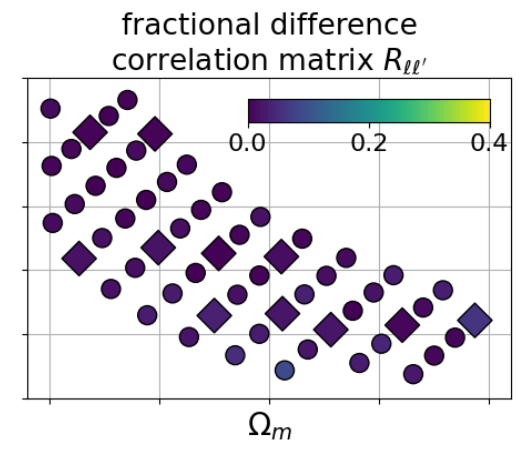 fractional difference
correlation matrix $R_{\ell\ell'}$
0.0 0.2 0.4
$\Omega_m$